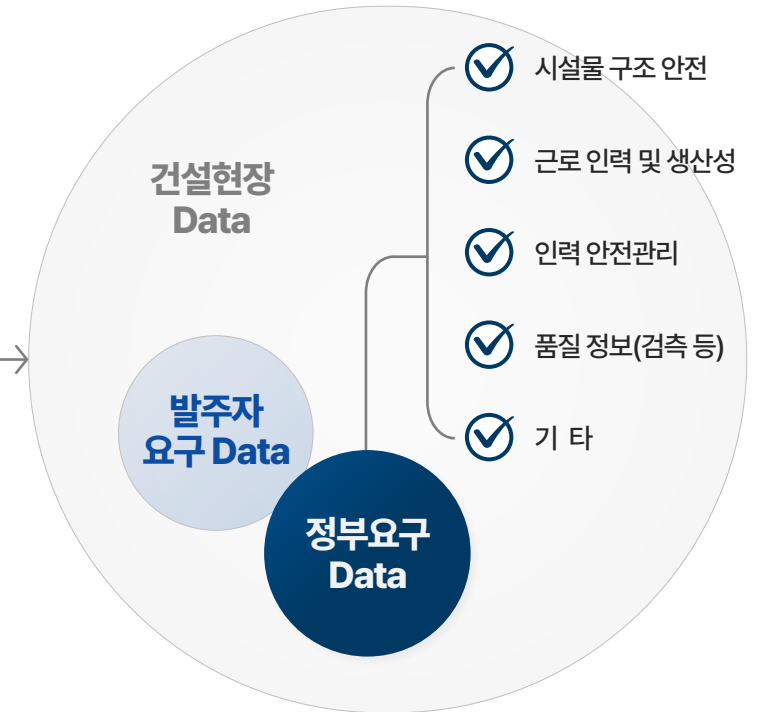 건설현장
Data
발주자
요구 Data
정부요구
Data
시설물 구조 안전
근로 인력 및 생산성
인력 안전관리
품질 정보(검측 등)
기 타